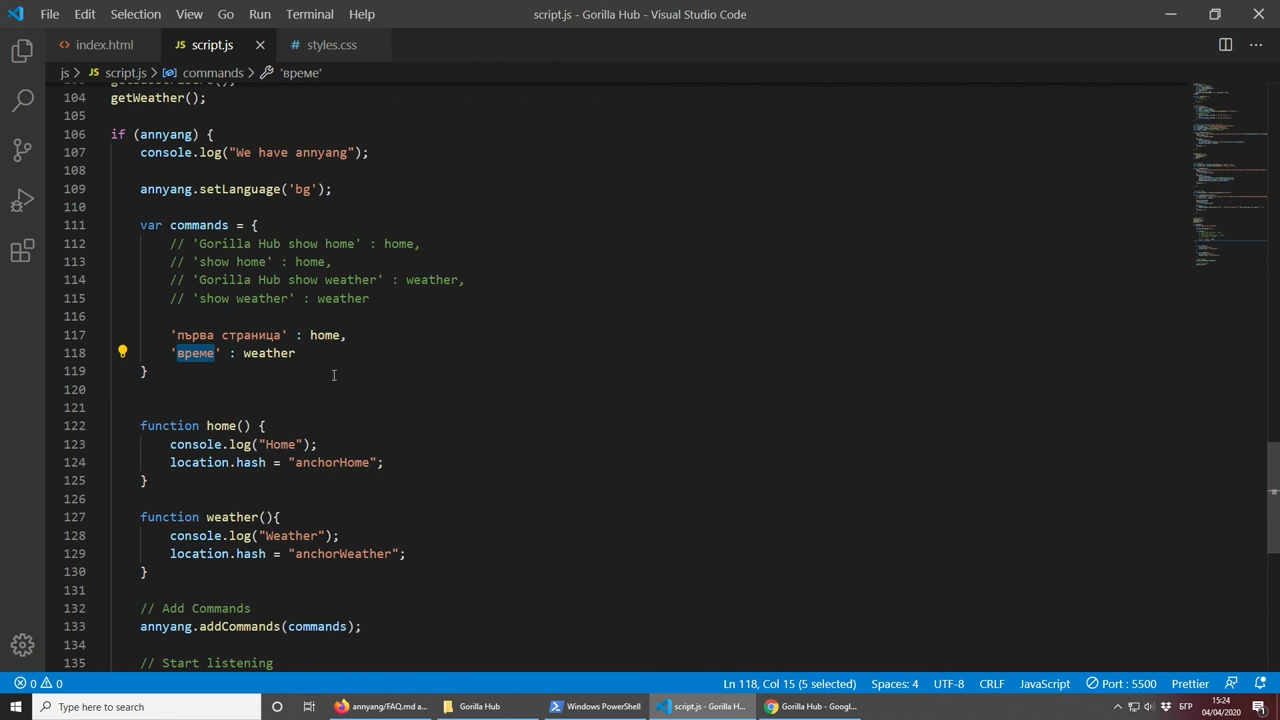 File Edit Selection View Go Run Terminal Help script.js - Gorilla Hub - Visual Studio Code
index.html JS script.js # styles.css
js > JS script.js > commands > 'време'
104 getWeather();
105
106 if (annyang) {
107 console.log("We have annyang");
108
109 annyang.setLanguage('bg');
110
111 var commands = {
112 // 'Gorilla Hub show home' : home,
113 // 'show home' : home,
114 // 'Gorilla Hub show weather' : weather,
115 // 'show weather' : weather
116
117 'първа страница' : home,
118 'време' : weather
119 }
120
121
122 function home() {
123 console.log("Home");
124 location.hash = "anchorHome";
125 }
126
127 function weather(){
128 console.log("Weather");
129 location.hash = "anchorWeather";
130 }
131
132 // Add Commands
133 annyang.addCommands(commands);
134
135 // Start listening
0 0 Ln 118, Col 15 (5 selected) Spaces: 4 UTF-8 CRLF JavaScript Port : 5500 Prettier
Type here to search annyang/FAQ.md a... Gorilla Hub Windows PowerShell script.js - Gorilla H... Gorilla Hub - Googl... БГР 15:24
04/04/2020